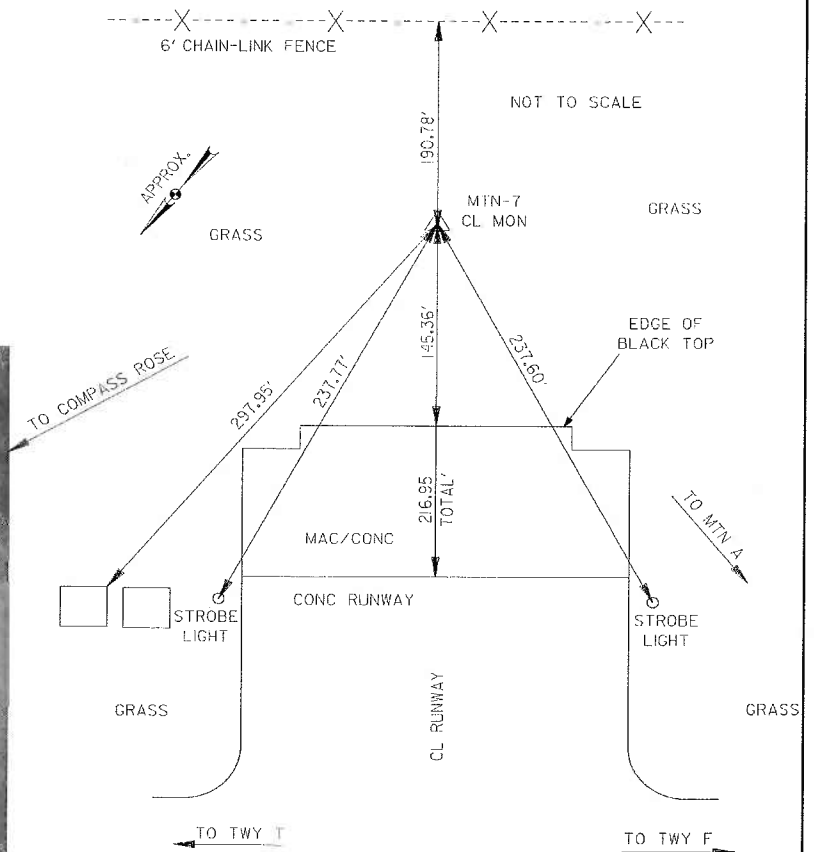 6' CHAIN-LINK FENCE
NOT TO SCALE
190.78'
APPROX.
MTN-7
CL MON
GRASS
GRASS
EDGE OF
BLACK TOP
145.36'
237.60'
TO COMPASS ROSE
297.95'
237.77'
216.95
TOTAL'
TO MTN A
MAC/CONC
CONC RUNWAY
STROBE
LIGHT
STROBE
LIGHT
CL RUNWAY
GRASS
GRASS
TO TWY T
TO TWY F